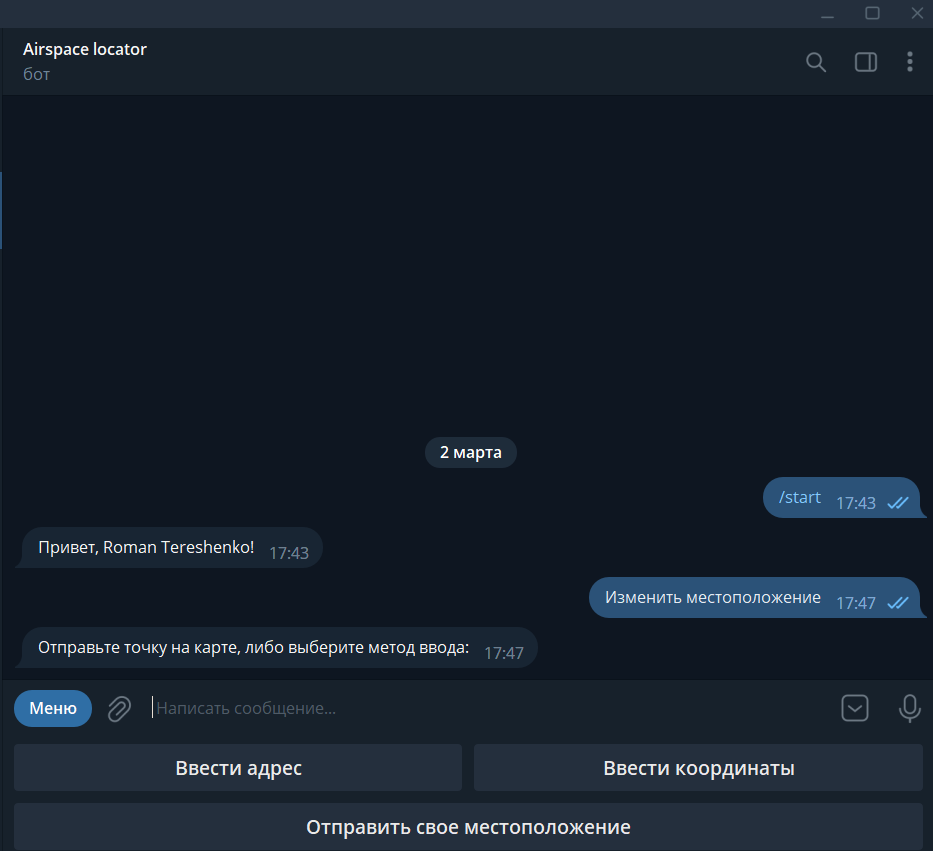 Airspace locator
бот
2 марта
/start 17:43
Привет, Roman Tereshenko! 17:43
Изменить местоположение 17:47
Отправьте точку на карте, либо выберите метод ввода: 17:47
Меню Написать сообщение...
Ввести адрес Ввести координаты
Отправить свое местоположение